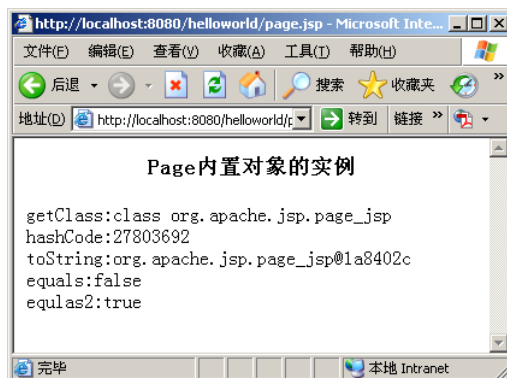 http://localhost:8080/helloworld/page.jsp - Microsoft Inte...
文件(F) 编辑(E) 查看(V) 收藏(A) 工具(T) 帮助(H)
后退 搜索 收藏夹 »
地址(D) http://localhost:8080/helloworld/p 转到 链接 »
Page内置对象的实例
getClass:class org.apache.jsp.page_jsp
hashCode:27803692
toString:org.apache.jsp.page_jsp@1a8402c
equals:false
equlas2:true
完毕 本地 Intranet